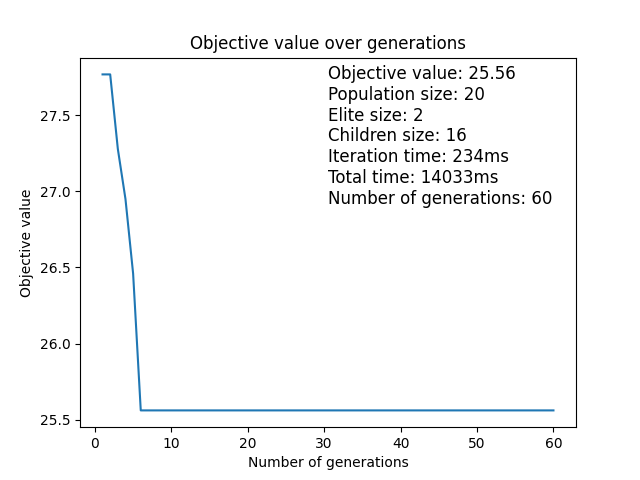 Objective value over generations
Objective value: 25.56
Population size: 20
Elite size: 2
Children size: 16
Iteration time: 234ms
Total time: 14033ms
Number of generations: 60
Objective value
27.5
27.0
26.5
26.0
25.5
0 10 20 30 40 50 60
Number of generations